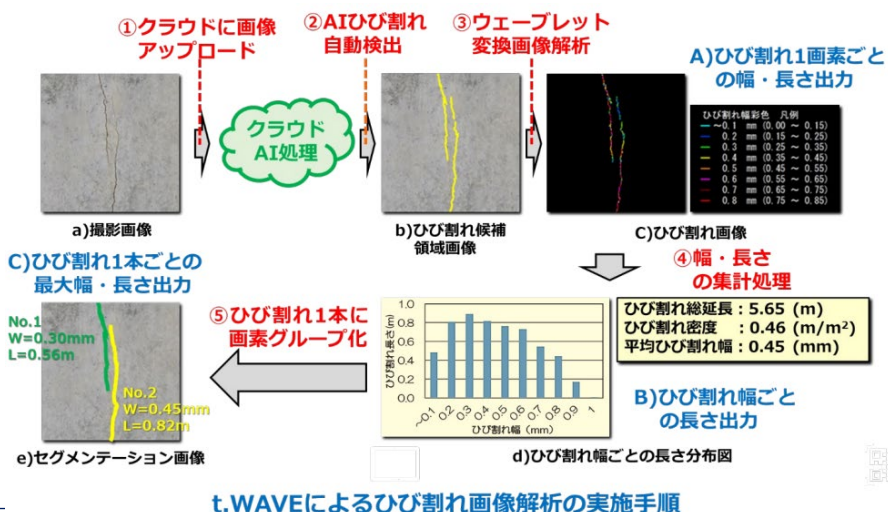 ①クラウドに画像
アップロード
②AIひび割れ
自動検出
③ウェーブレット
変換画像解析
A)ひび割れ1画素ごと
の幅・長さ出力
クラウド
AI処理
ひび割れ幅彩色 凡例
~0.1 mm (0.00 ~ 0.15)
0.2 mm (0.15 ~ 0.25)
0.3 mm (0.25 ~ 0.35)
0.4 mm (0.35 ~ 0.45)
0.5 mm (0.45 ~ 0.55)
0.6 mm (0.55 ~ 0.65)
0.7 mm (0.65 ~ 0.75)
0.8 mm (0.75 ~ 0.85)
a)撮影画像
b)ひび割れ候補
領域画像
C)ひび割れ画像
C)ひび割れ1本ごとの
最大幅・長さ出力
④幅・長さ
の集計処理
⑤ひび割れ1本に
画素グループ化
No.1
W=0.30mm
L=0.56m
No.2
W=0.45mm
L=0.82m
e)セグメンテーション画像
ひび割れ長さ(m)
1.0
0.8
0.6
0.4
0.2
0.0
~0.1 0.2 0.3 0.4 0.5 0.6 0.7 0.8 0.9 1
ひび割れ幅(mm)
d)ひび割れ幅ごとの長さ分布図
ひび割れ総延長:5.65 (m)
ひび割れ密度 :0.46 (m/m²)
平均ひび割れ幅:0.45 (mm)
B)ひび割れ幅ごと
の長さ出力
t.WAVEによるひび割れ画像解析の実施手順